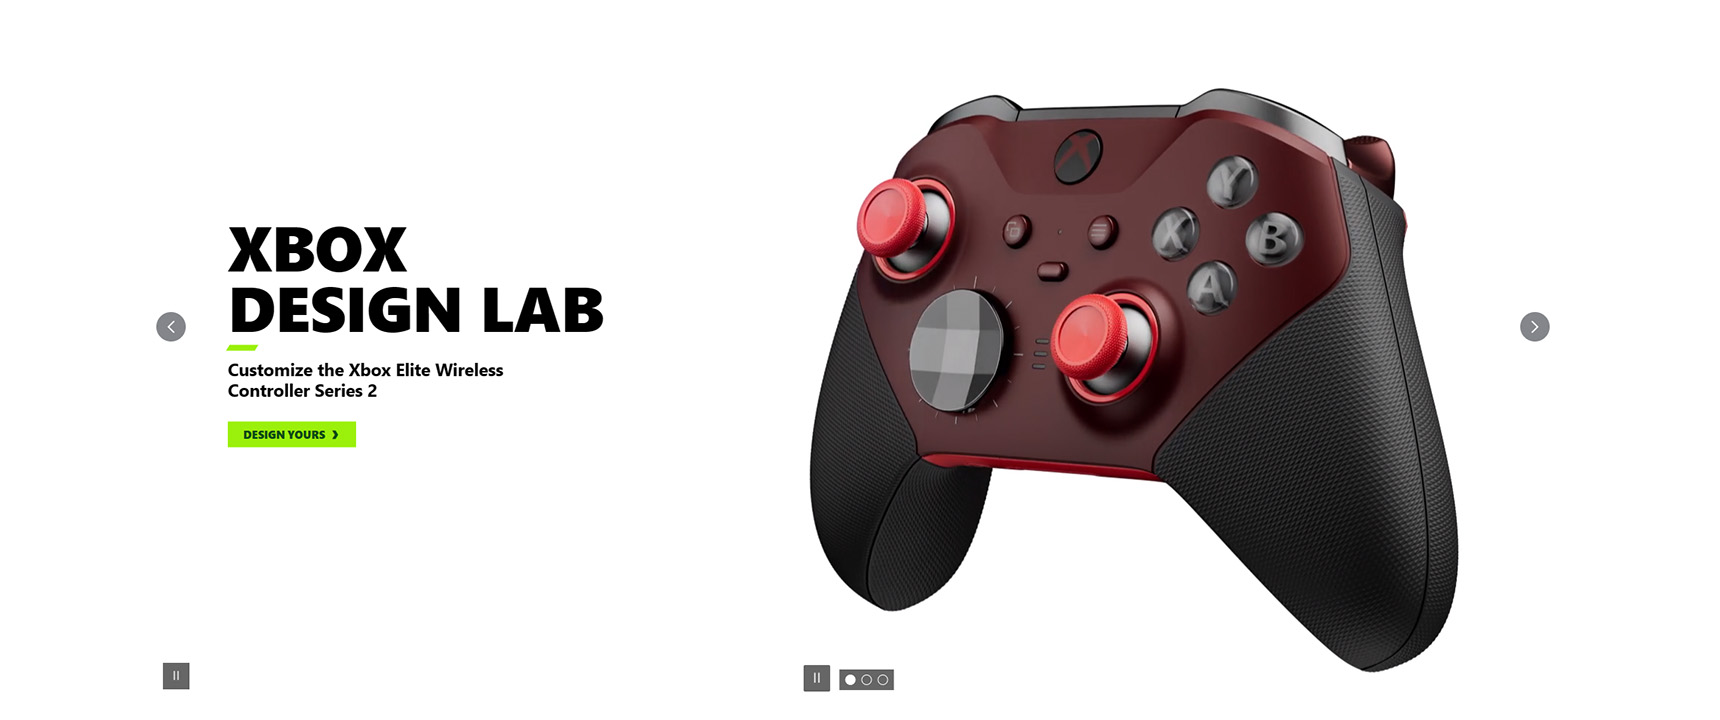 XBOX
DESIGN LAB
Customize the Xbox Elite Wireless
Controller Series 2
DESIGN YOURS
Y
X
B
A